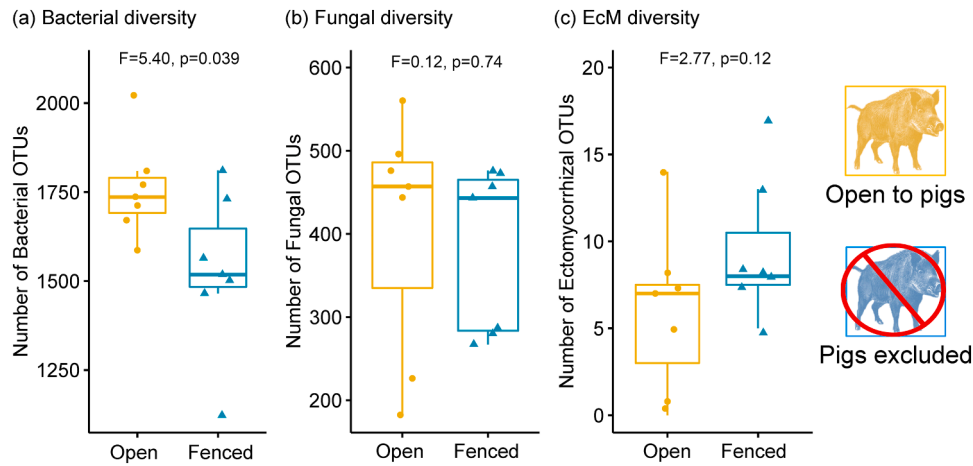 (a) Bacterial diversity
F=5.40, p=0.039
Number of Bacterial OTUs
2000
1750
1500
1250
Open
Fenced
(b) Fungal diversity
F=0.12, p=0.74
Number of Fungal OTUs
600
500
400
300
200
Open
Fenced
(c) EcM diversity
F=2.77, p=0.12
Number of Ectomycorrhizal OTUs
20
15
10
5
0
Open
Fenced
Open to pigs
Pigs excluded